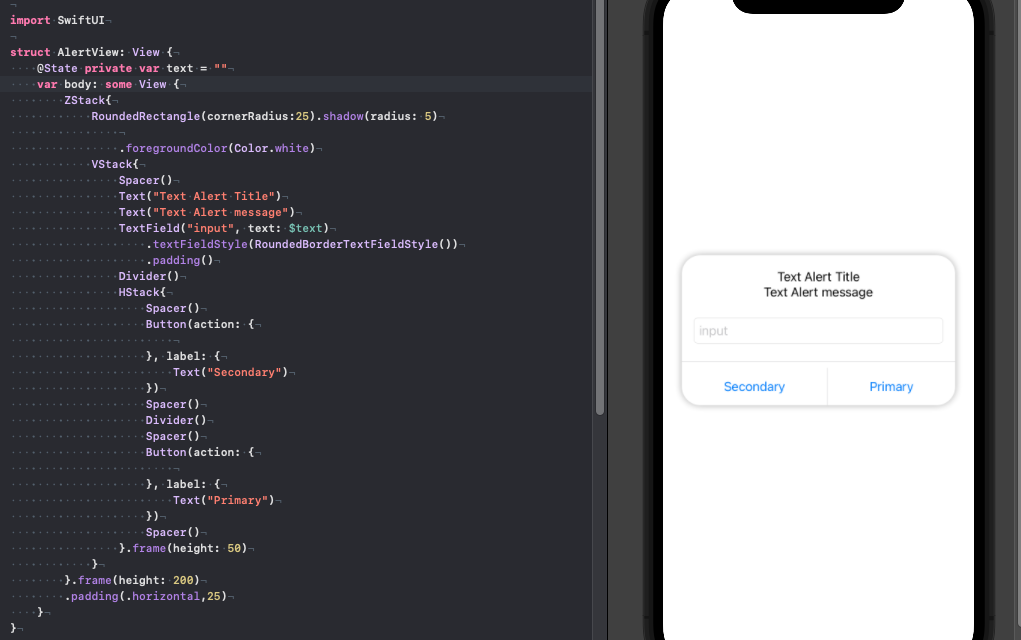 import SwiftUI
struct AlertView: View {
@State private var text = ""
var body: some View {
ZStack{
RoundedRectangle(cornerRadius:25).shadow(radius: 5)
.foregroundColor(Color.white)
VStack{
Spacer()
Text("Text Alert Title")
Text("Text Alert message")
TextField("input", text: $text)
.textFieldStyle(RoundedBorderTextFieldStyle())
.padding()
Divider()
HStack{
Spacer()
Button(action: {
}, label: {
Text("Secondary")
})
Spacer()
Divider()
Spacer()
Button(action: {
}, label: {
Text("Primary")
})
Spacer()
}.frame(height: 50)
}
}.frame(height: 200)
.padding(.horizontal,25)
}
}
Text Alert Title
Text Alert message
input
Secondary
Primary